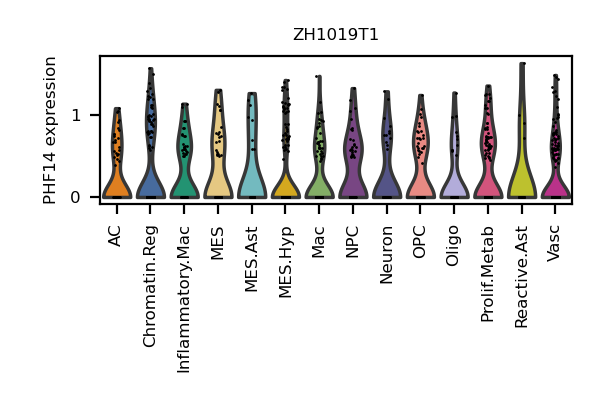 ZH1019T1
PHF14 expression
1
0
AC
Chromatin.Reg
Inflammatory.Mac
MES
MES.Ast
MES.Hyp
Mac
NPC
Neuron
OPC
Oligo
Prolif.Metab
Reactive.Ast
Vasc